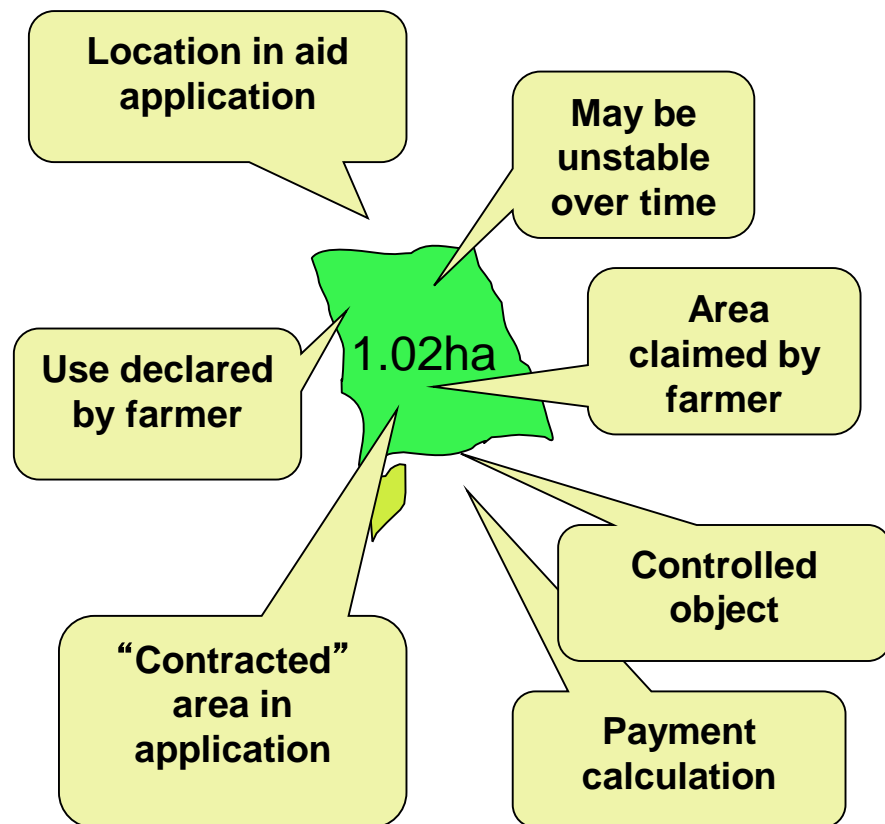 Location in aid
application
May be
unstable
over time
1.02ha
Area
claimed by
farmer
Use declared
by farmer
Controlled
object
“Contracted”
area in
application
Payment
calculation